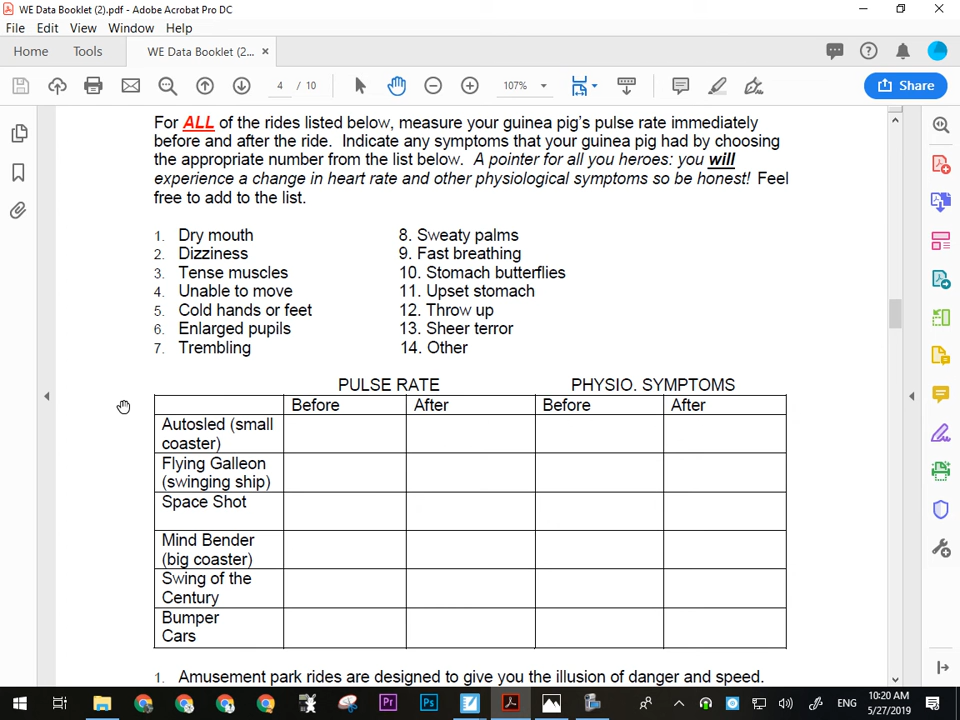 WE Data Booklet (2).pdf - Adobe Acrobat Pro DC
File Edit View Window Help
Home Tools WE Data Booklet (2... ×
4 / 10 107% Share
For ALL of the rides listed below, measure your guinea pig's pulse rate immediately
before and after the ride. Indicate any symptoms that your guinea pig had by choosing
the appropriate number from the list below. A pointer for all you heroes: you will
experience a change in heart rate and other physiological symptoms so be honest! Feel
free to add to the list.
1. Dry mouth
2. Dizziness
3. Tense muscles
4. Unable to move
5. Cold hands or feet
6. Enlarged pupils
7. Trembling
8. Sweaty palms
9. Fast breathing
10. Stomach butterflies
11. Upset stomach
12. Throw up
13. Sheer terror
14. Other
PULSE RATE PHYSIO. SYMPTOMS
Before After Before After
Autosled (small
coaster)
Flying Galleon
(swinging ship)
Space Shot
Mind Bender
(big coaster)
Swing of the
Century
Bumper
Cars
1. Amusement park rides are designed to give you the illusion of danger and speed.
Pr Ps ENG 10:20 AM
5/27/2019